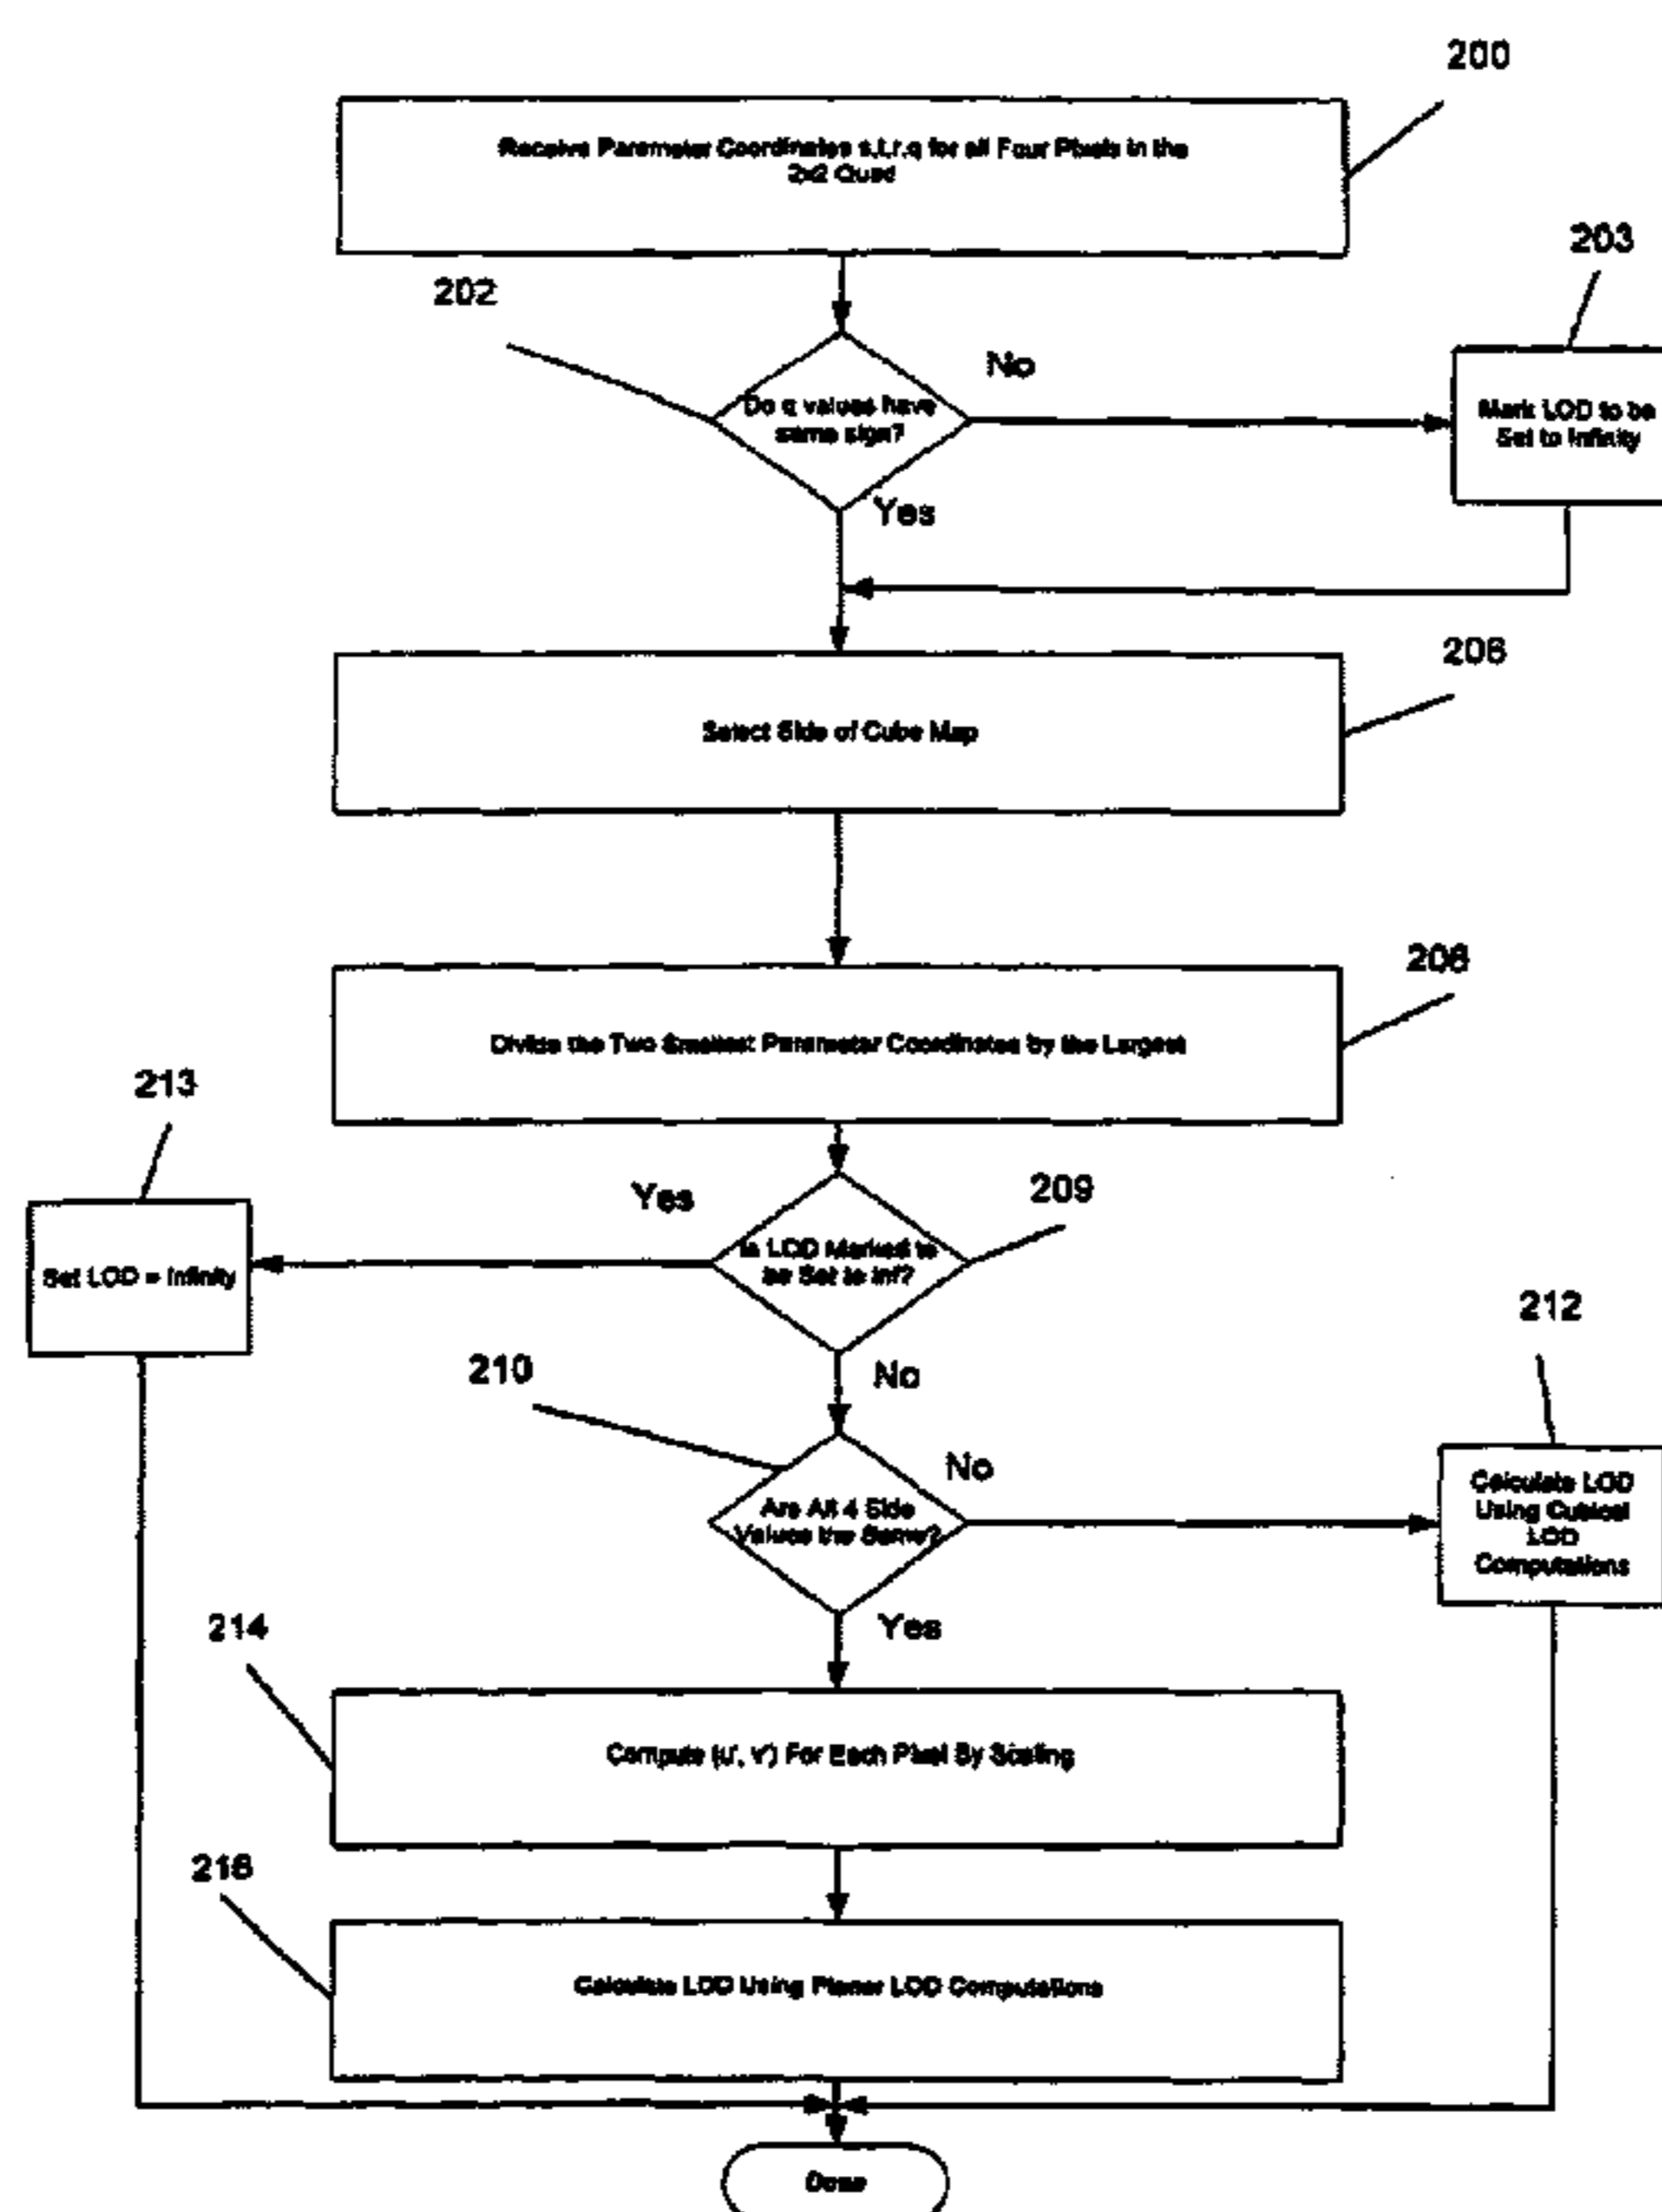 200
Receive Parameter Coordinates s,t,r,q for all Four Pixels in the
2x2 Quad
203
202
No
Do q values have
same sign?
Mark LOD to be
Set to Infinity
Yes
206
Select Side of Cube Map
208
Divide the Two Smallest Parameter Coordinates by the Largest
213
Yes
209
Is LOD Marked to
be Set to Inf?
Set LOD = Infinity
212
No
210
No
Calculate LOD
Using Cubical
LOD
Computations
Are All 4 Side
Values the Same?
Yes
214
Compute (u', v') For Each Pixel By Scaling
216
Calculate LOD Using Planar LOD Computations
Done